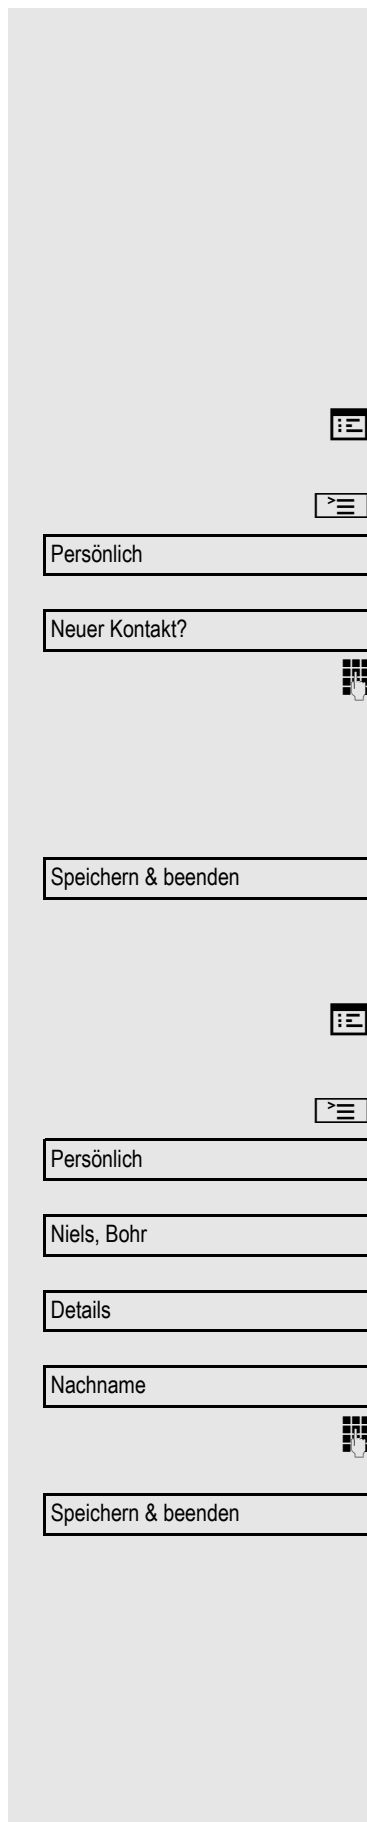 Persönlich
Neuer Kontakt?
Speichern & beenden
Persönlich
Niels, Bohr
Details
Nachname
Speichern & beenden